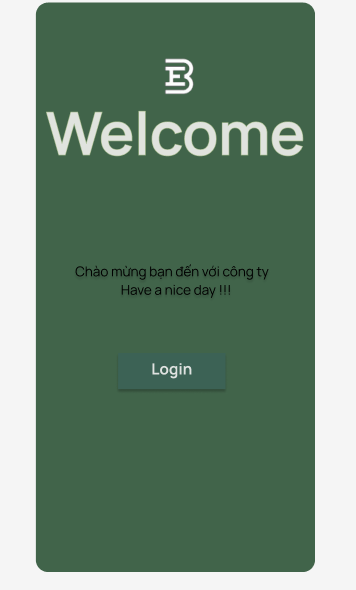 Welcome
Chào mừng bạn đến với công ty
Have a nice day !!!
Login